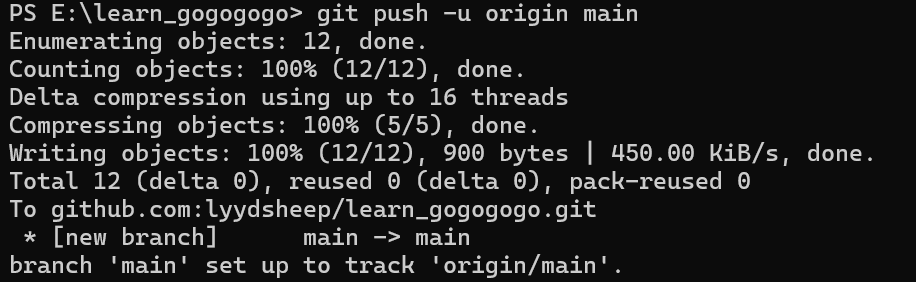 PS E:\learn_gogogogo> git push -u origin main
Enumerating objects: 12, done.
Counting objects: 100% (12/12), done.
Delta compression using up to 16 threads
Compressing objects: 100% (5/5), done.
Writing objects: 100% (12/12), 900 bytes | 450.00 KiB/s, done.
Total 12 (delta 0), reused 0 (delta 0), pack-reused 0
To github.com:lyydsheep/learn_gogogogo.git
 * [new branch]      main -> main
branch 'main' set up to track 'origin/main'.